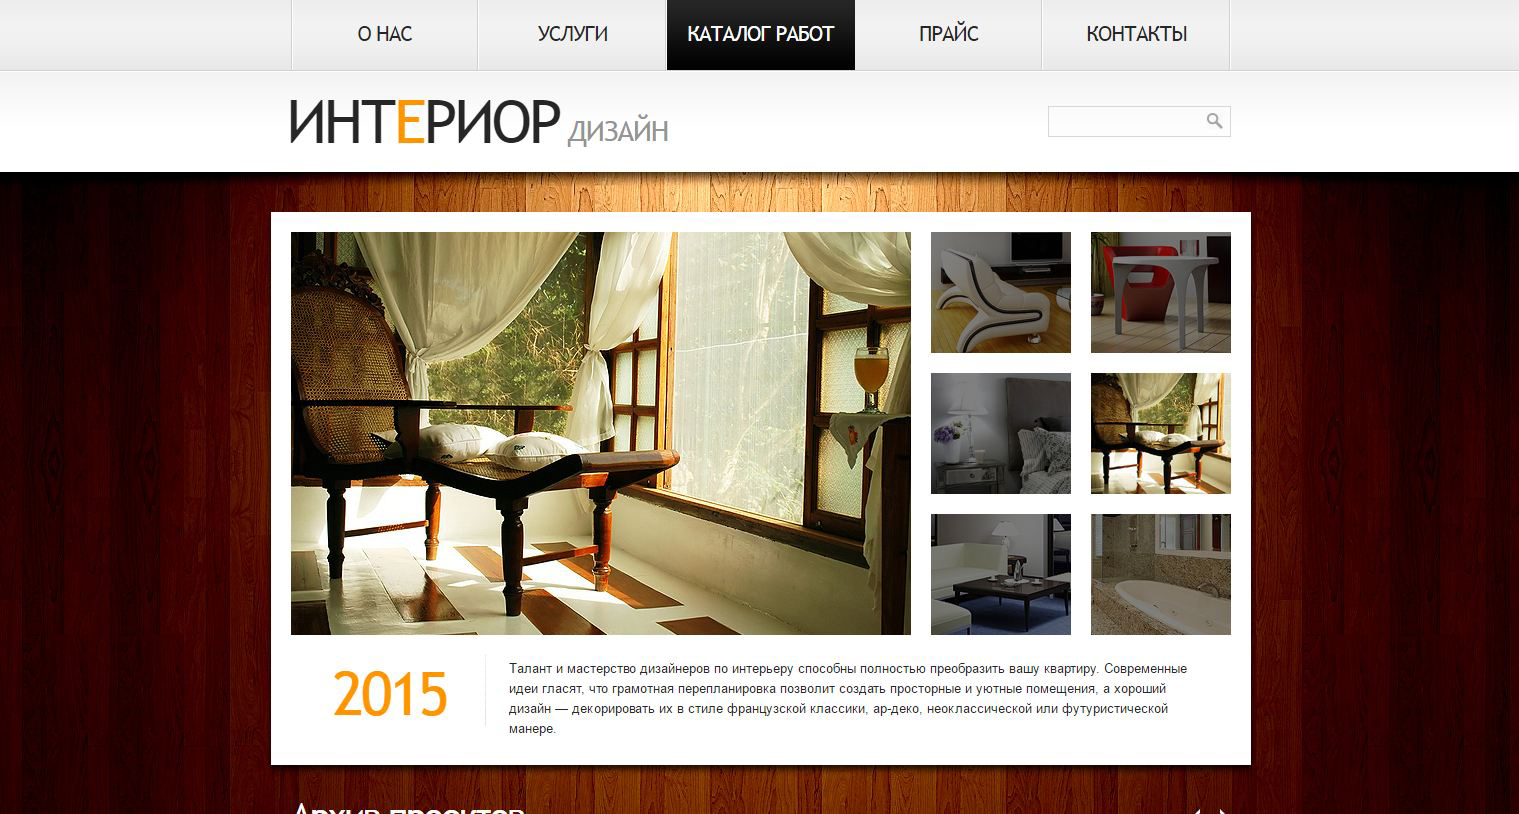 О НАС
УСЛУГИ
КАТАЛОГ РАБОТ
ПРАЙС
КОНТАКТЫ
ИНТЕРИОР ДИЗАЙН
2015
Талант и мастерство дизайнеров по интерьеру способны полностью преобразить вашу квартиру. Современные
идеи гласят, что грамотная перепланировка позволит создать просторные и уютные помещения, а хороший
дизайн — декорировать их в стиле французской классики, ар-деко, неоклассической или футуристической
манере.
Архив проектов